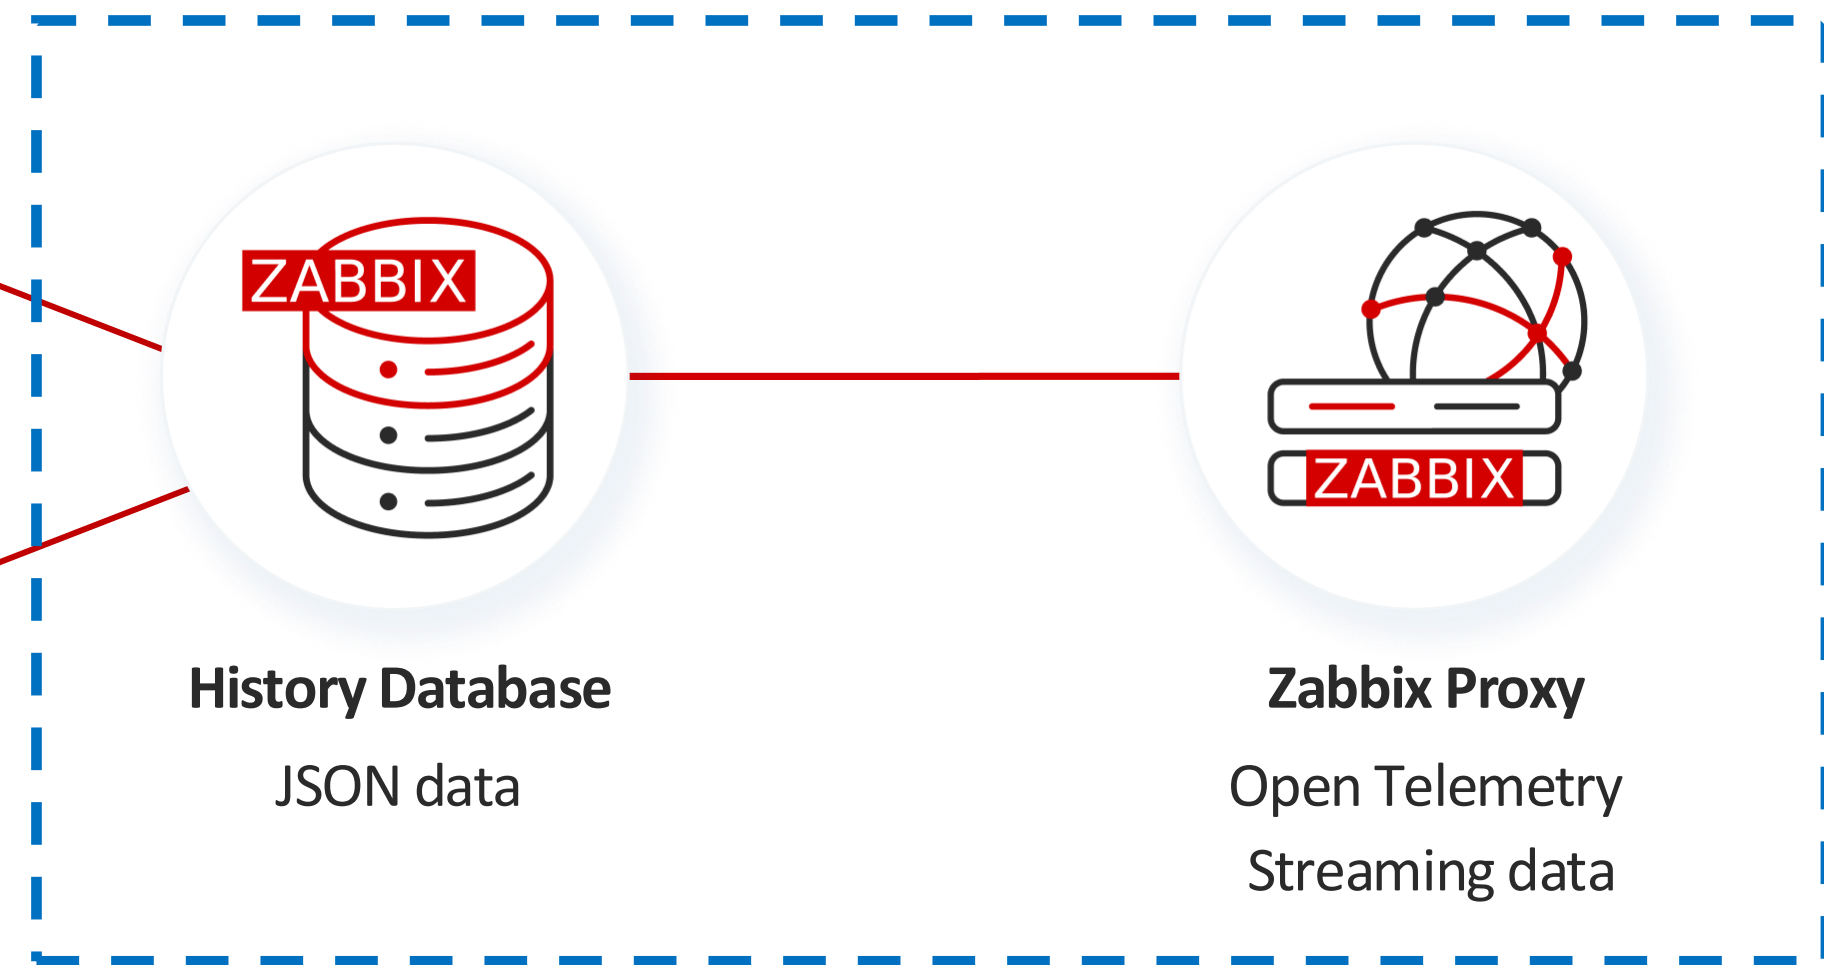 ZABBIX
History Database
JSON data
ZABBIX
Zabbix Proxy
Open Telemetry
Streaming data